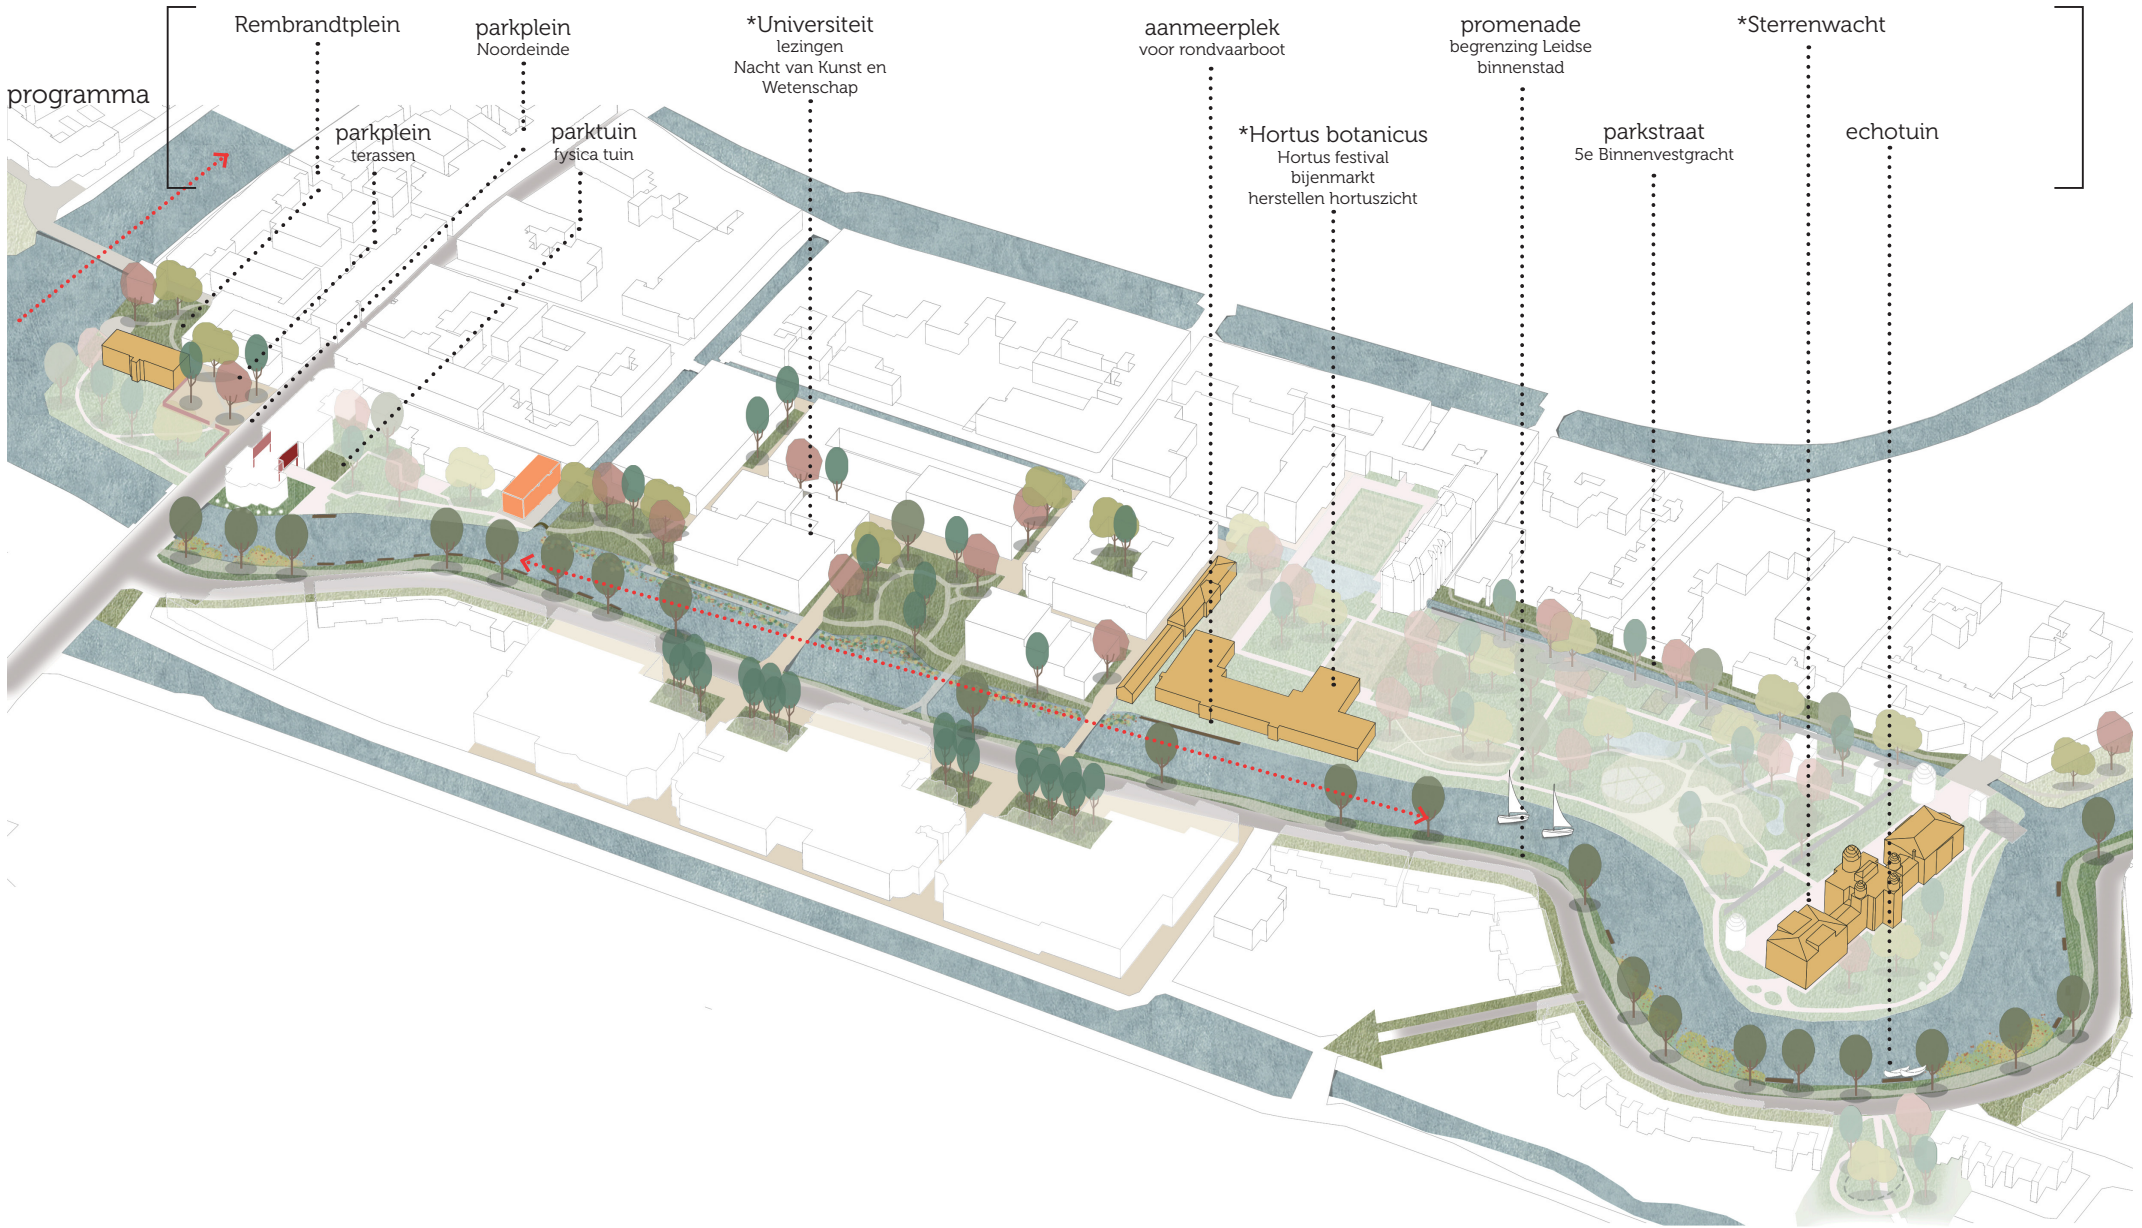 programma
Rembrandtplein
parkplein
Noordeinde
*Universiteit
lezingen
Nacht van Kunst en
Wetenschap
aanmeerplek
voor rondvaarboot
promenade
begrenzing Leidse
binnenstad
*Sterrenwacht
parkplein
terassen
parktuin
fysica tuin
*Hortus botanicus
Hortus festival
bijenmarkt
herstellen hortuszicht
parkstraat
5e Binnenvestgracht
echotuin